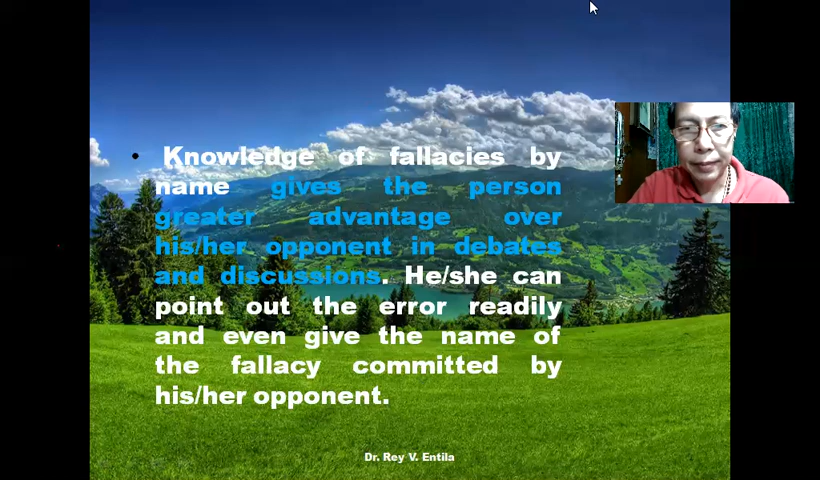 • Knowledge of fallacies by
name gives the person
greater advantage over
his/her opponent in debates
and discussions. He/she can
point out the error readily
and even give the name of
the fallacy committed by
his/her opponent.
Dr. Rey V. Entila